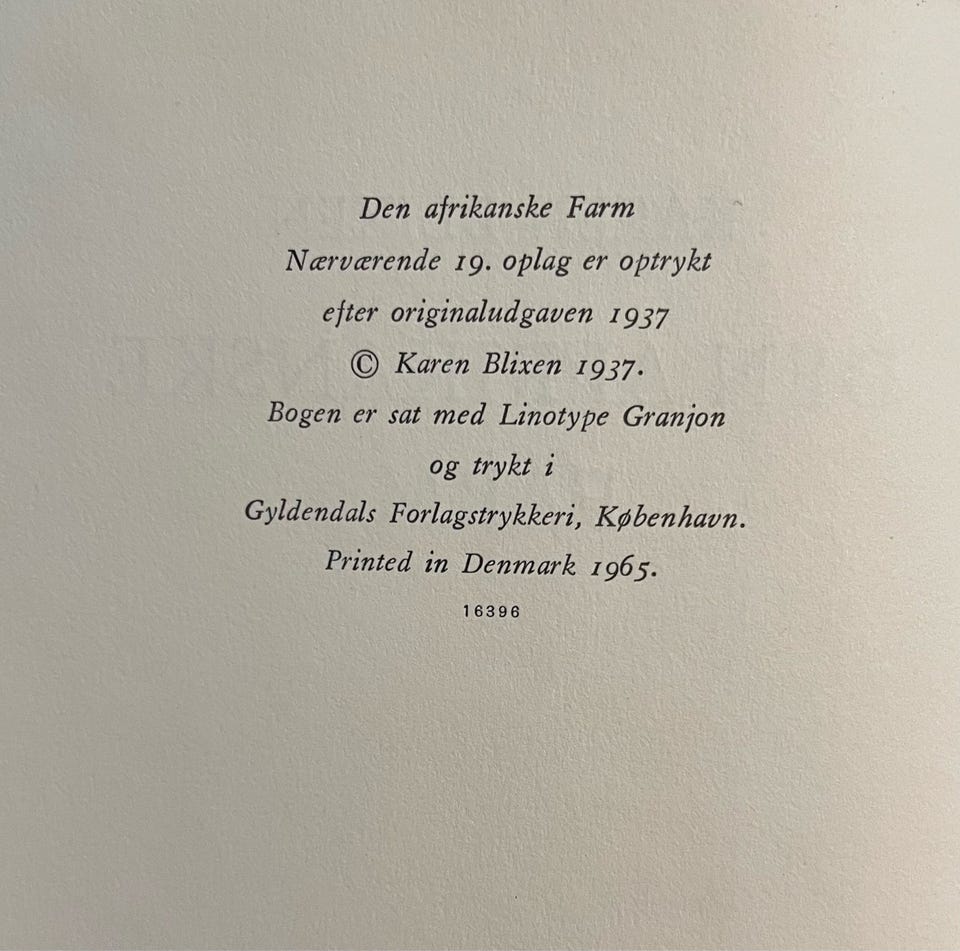 Den afrikanske Farm
Nærværende 19. oplag er optrykt
efter originaludgaven 1937
© Karen Blixen 1937.
Bogen er sat med Linotype Granjon
og trykt i
Gyldendals Forlagstrykkeri, København.
Printed in Denmark 1965.
16396